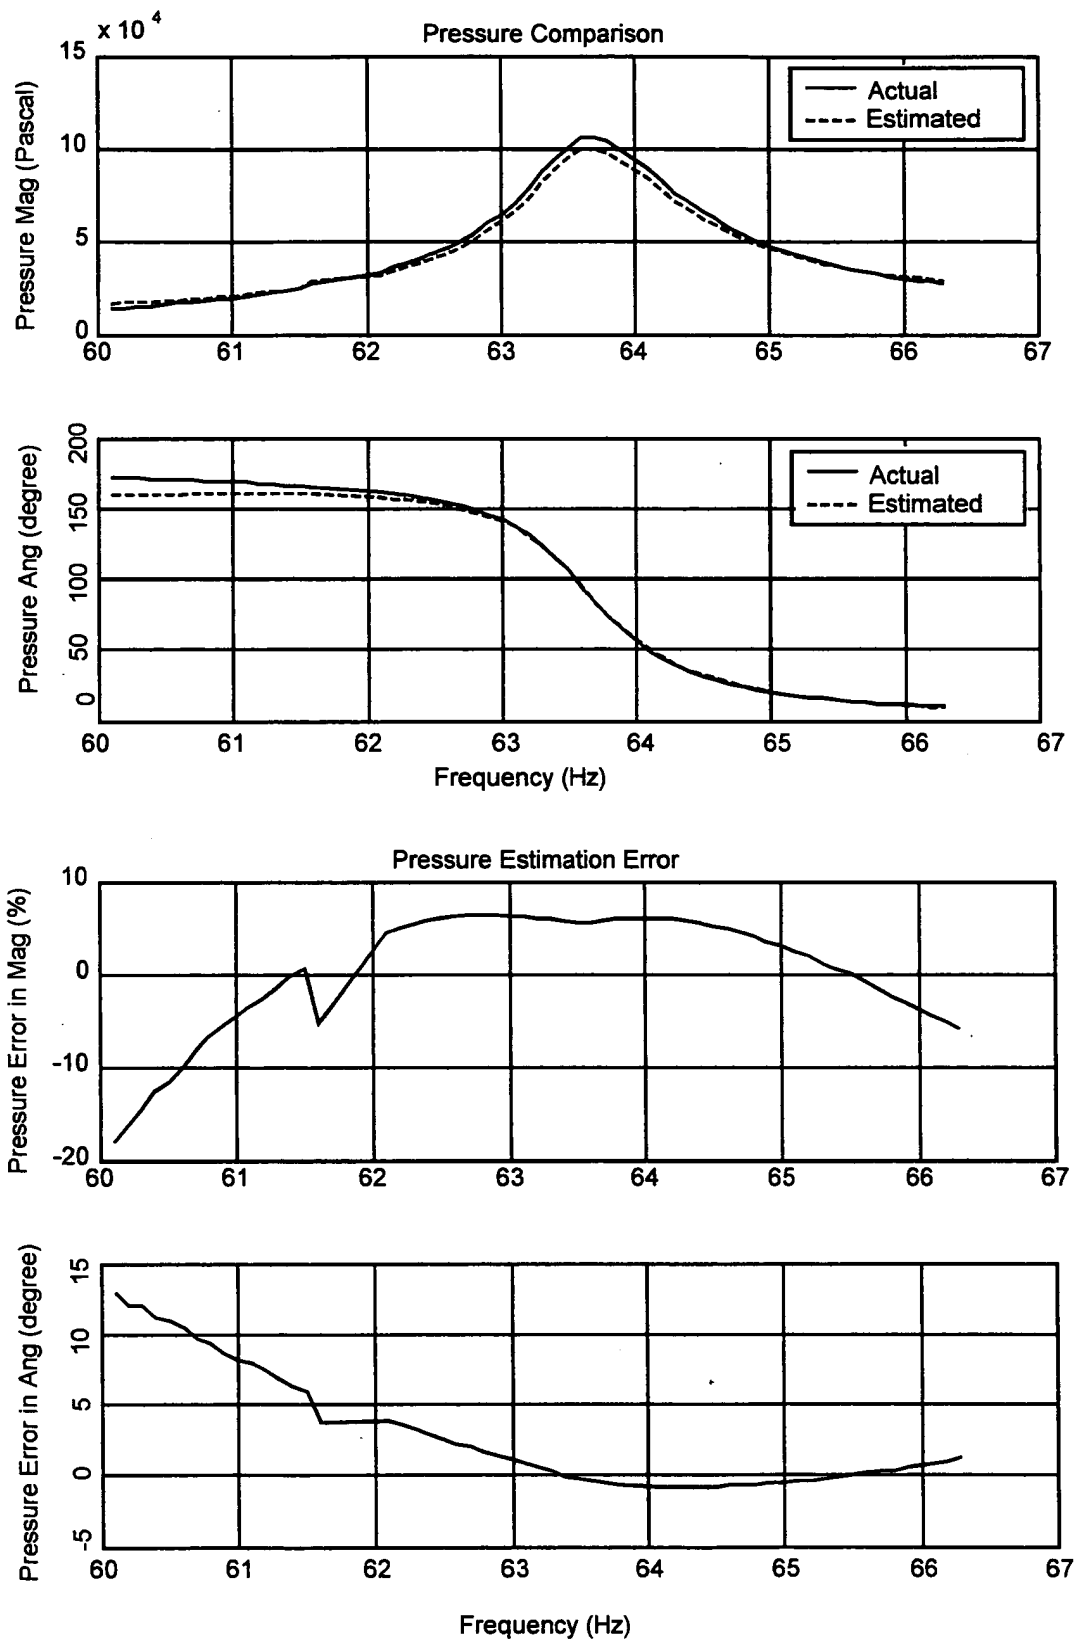 x 10 4
Pressure Comparison
15
10
5
0
Pressure Mag (Pascal)
Actual
Estimated
60 61 62 63 64 65 66 67
200
150
100
50
0
Pressure Ang (degree)
Actual
Estimated
60 61 62 63 64 65 66 67
Frequency (Hz)
Pressure Estimation Error
10
0
-10
-20
Pressure Error in Mag (%)
60 61 62 63 64 65 66 67
15
10
5
0
-5
Pressure Error in Ang (degree)
60 61 62 63 64 65 66 67
Frequency (Hz)